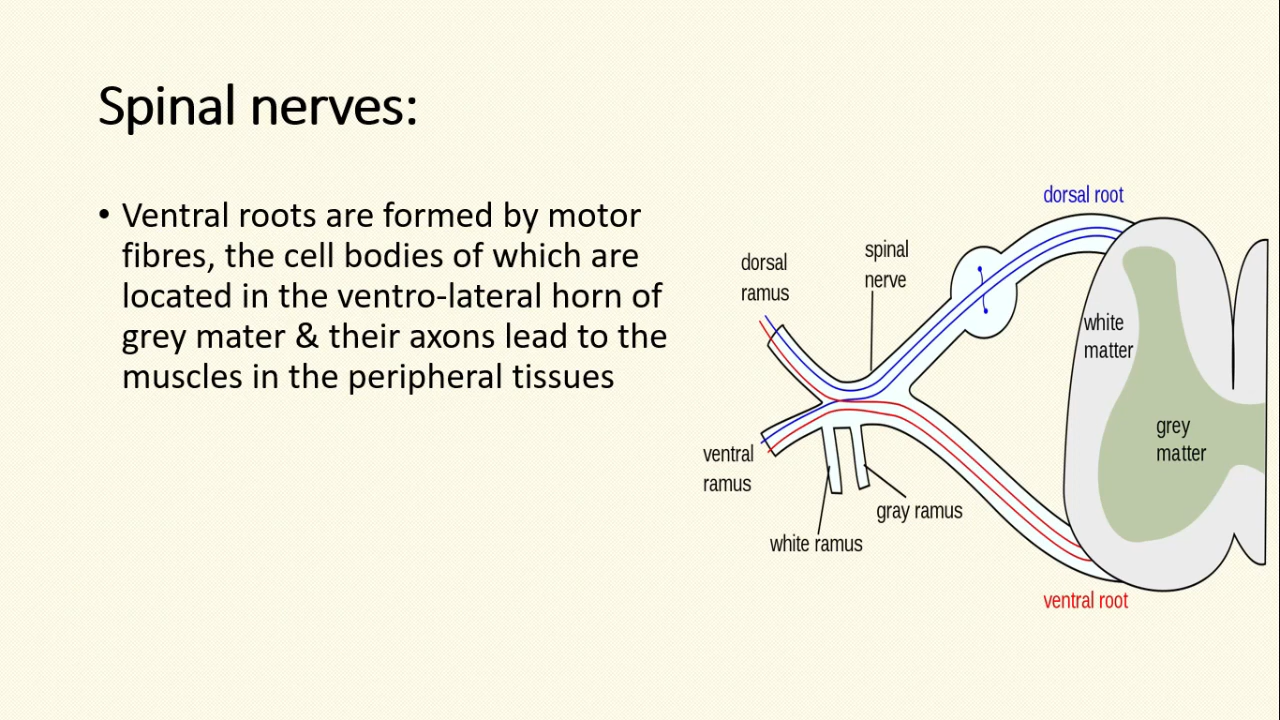 Spinal nerves:
• Ventral roots are formed by motor
fibres, the cell bodies of which are
located in the ventro-lateral horn of
grey mater & their axons lead to the
muscles in the peripheral tissues
dorsal root
spinal
nerve
dorsal
ramus
white
matter
grey
matter
ventral
ramus
gray ramus
white ramus
ventral root